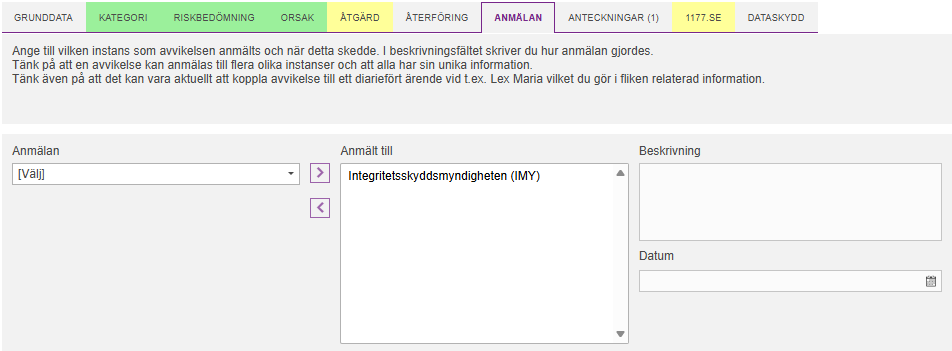 GRUNDDATA KATEGORI RISKBEDÖMNING ORSAK ÅTGÄRD ÅTERFÖRING ANMÄLAN ANTECKNINGAR (1) 1177.SE DATASKYDD
Ange till vilken instans som avvikelsen anmälts och när detta skedde. I beskrivningsfältet skriver du hur anmälan gjordes.
Tänk på att en avvikelse kan anmälas till flera olika instanser och att alla har sin unika information.
Tänk även på att det kan vara aktuellt att koppla avvikelse till ett diariefört ärende vid t.ex. Lex Maria vilket du gör i fliken relaterad information.
Anmälan Anmält till Beskrivning
[Välj] Integritetsskyddsmyndigheten (IMY)
Datum